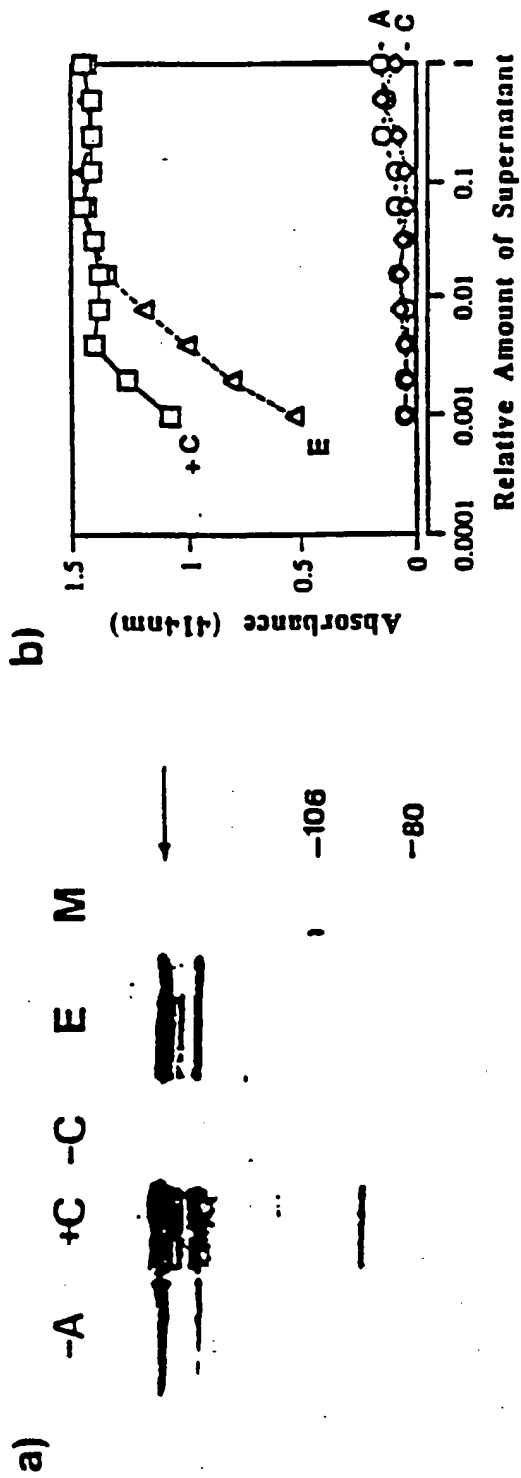 a)
-A +C -C E M
-106
-80
b)
Absorbance (414nm)
1.5
1
0.5
0
+C
E
-A
-C
0.0001 0.001 0.01 0.1 1
Relative Amount of Supernatant